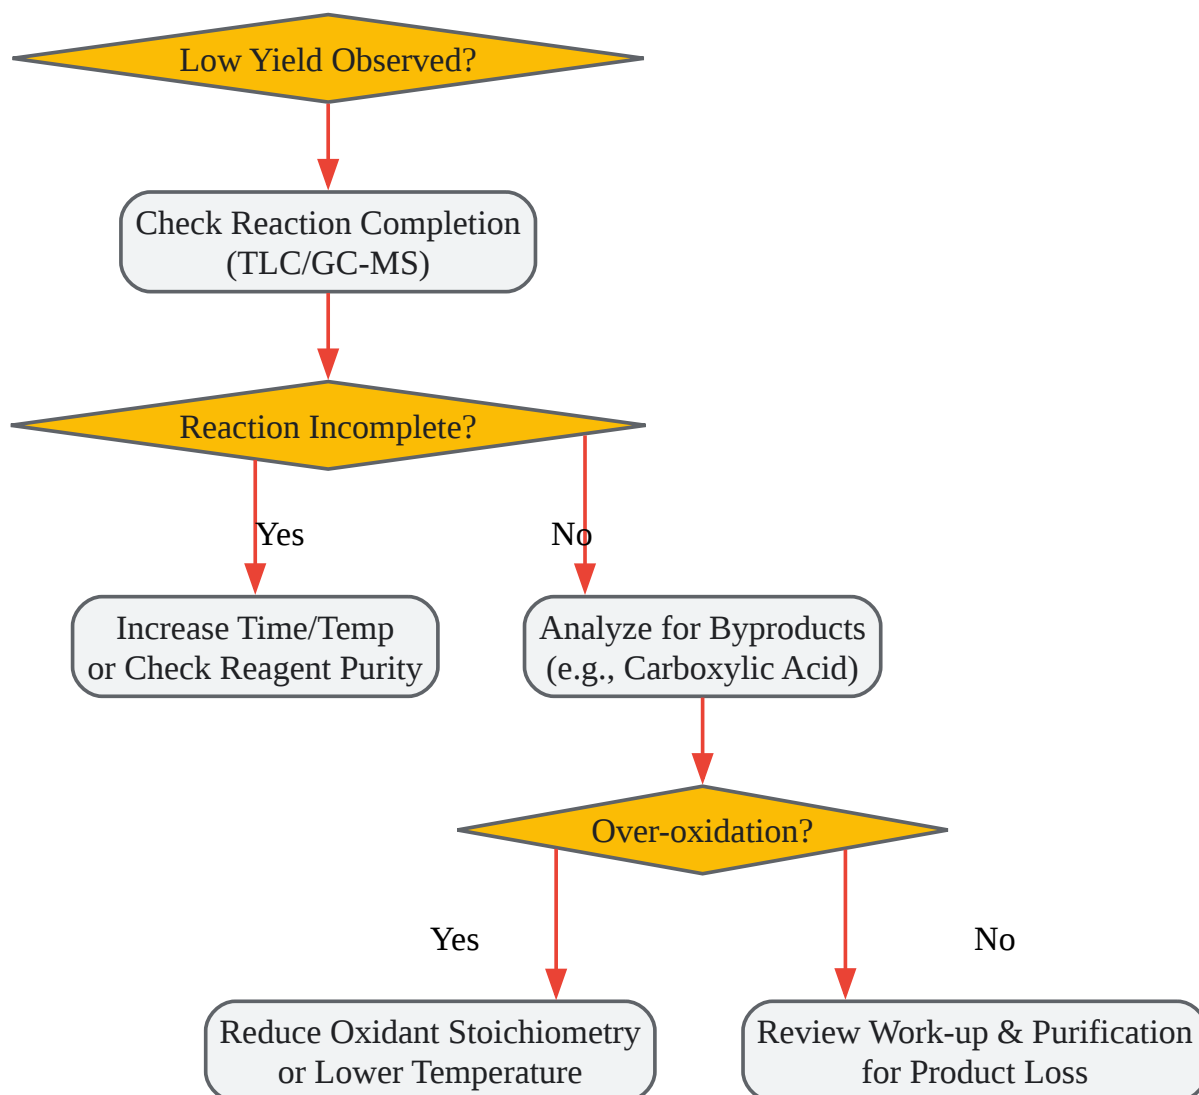 Low Yield Observed?
Check Reaction Completion
(TLC/GC-MS)
Reaction Incomplete?
Yes
No
Increase Time/Temp
or Check Reagent Purity
Analyze for Byproducts
(e.g., Carboxylic Acid)
Over-oxidation?
Yes
No
Reduce Oxidant Stoichiometry
or Lower Temperature
Review Work-up & Purification
for Product Loss